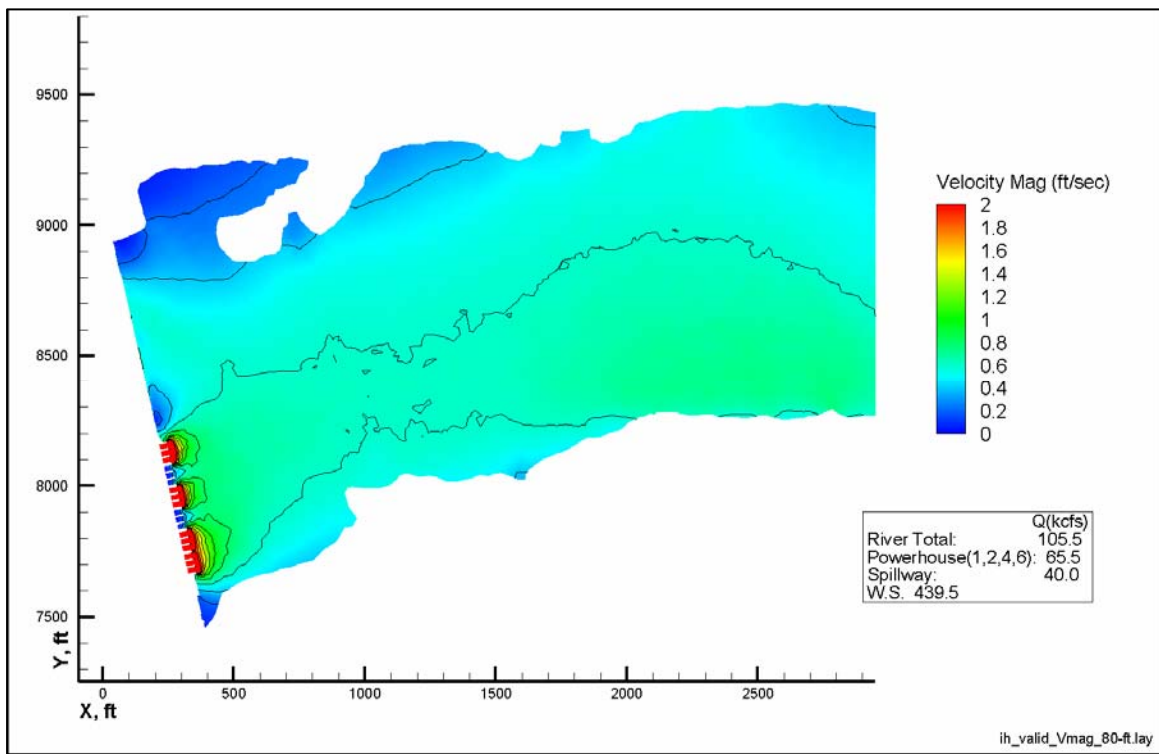 9500
9000
8500
8000
7500
Y, ft
0
500
1000
1500
2000
2500
X, ft
Velocity Mag (ft/sec)
2
1.8
1.6
1.4
1.2
1
0.8
0.6
0.4
0.2
0
Q(kcfs)
River Total: 105.5
Powerhouse(1,2,4,6): 65.5
Spillway: 40.0
W.S. 439.5
ih_valid_Vmag_80-ft.lay